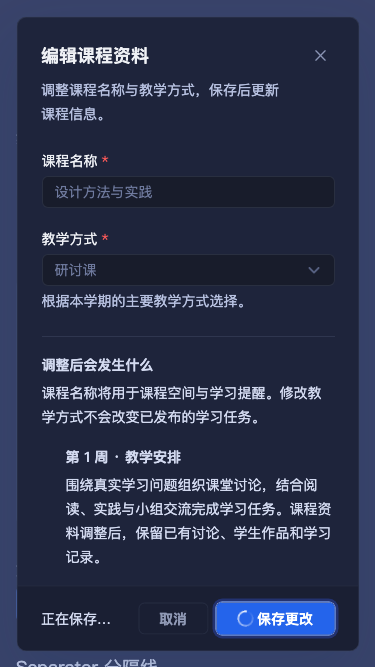 编辑课程资料
调整课程名称与教学方式，保存后更新
课程信息。
课程名称 *
设计方法与实践
教学方式 *
研讨课
根据本学期的主要教学方式选择。
调整后会发生什么
课程名称将用于课程空间与学习提醒。修改教
学方式不会改变已发布的学习任务。
第 1 周 · 教学安排
围绕真实学习问题组织课堂讨论，结合阅
读、实践与小组交流完成学习任务。课程资
料调整后，保留已有讨论、学生作品和学习
记录。
正在保存...
取消
保存更改
Separator 分隔线